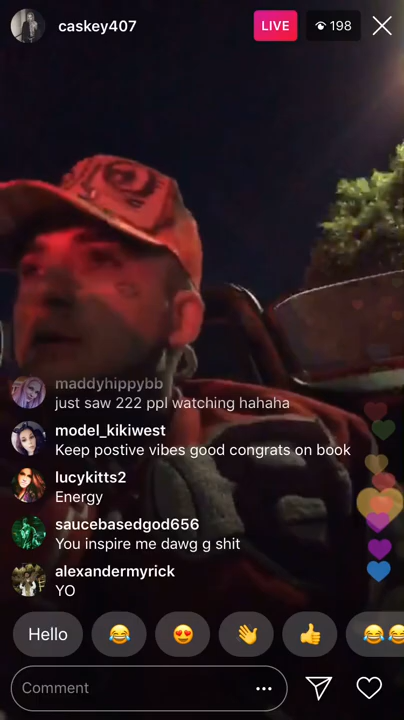 caskey407
LIVE
198
maddyhippybb
just saw 222 ppl watching hahaha
model_kikiwest
Keep postive vibes good congrats on book
lucykitts2
Energy
saucebasedgod656
You inspire me dawg g shit
alexandermyrick
YO
Hello
Comment